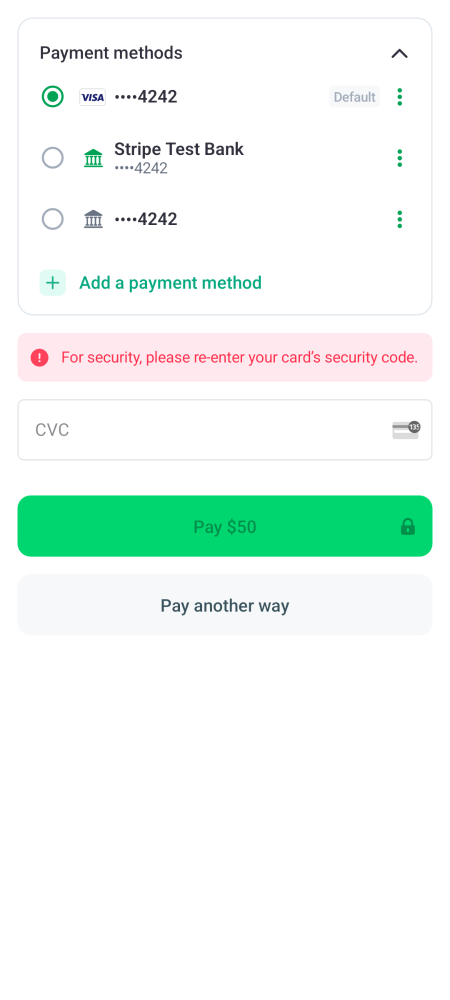 Payment methods
VISA ••••4242 Default
Stripe Test Bank
••••4242
••••4242
Add a payment method
For security, please re-enter your card's security code.
CVC 135
Pay $50
Pay another way